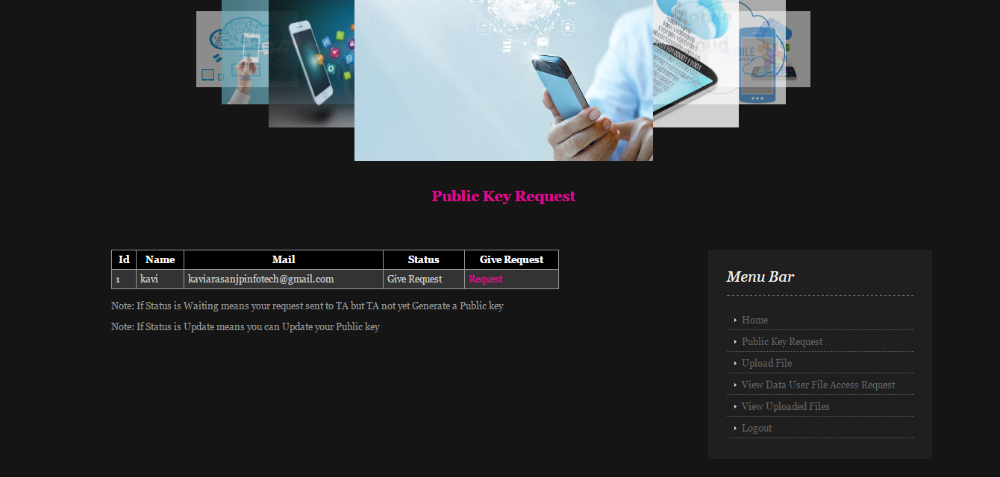 MOBILE
Public Key Request
Id Name Mail Status Give Request
1 kavi kaviarasanjpinfotech@gmail.com Give Request Request
Note: If Status is Waiting means your request sent to TA but TA not yet Generate a Public key
Note: If Status is Update means you can Update your Public key
Menu Bar
Home
Public Key Request
Upload File
View Data User File Access Request
View Uploaded Files
Logout